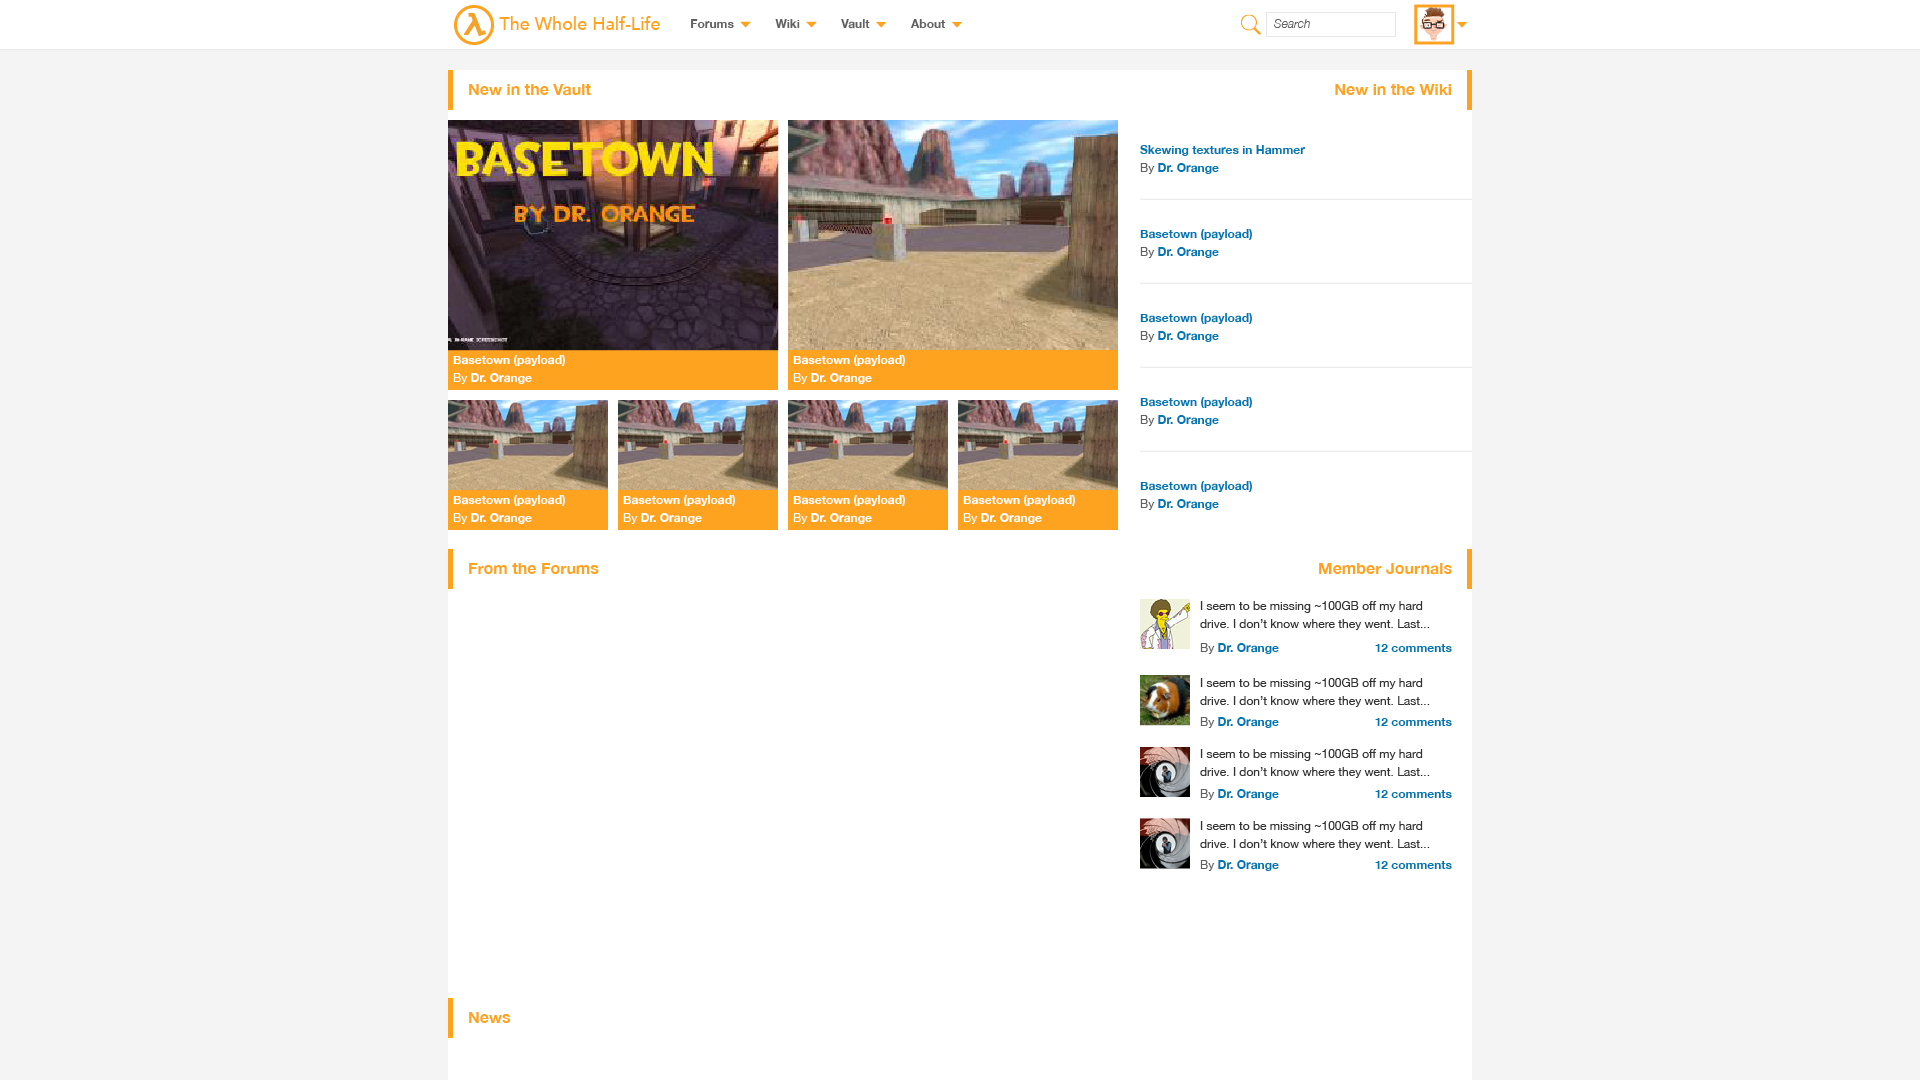 The Whole Half-Life
Forums
Wiki
Vault
About
Search
New in the Vault
New in the Wiki
BASETOWN
BY DR. ORANGE
IN-GAME SCREENSHOT
Basetown (payload)
By Dr. Orange
Basetown (payload)
By Dr. Orange
Basetown (payload)
By Dr. Orange
Basetown (payload)
By Dr. Orange
Basetown (payload)
By Dr. Orange
Basetown (payload)
By Dr. Orange
Skewing textures in Hammer
By Dr. Orange
Basetown (payload)
By Dr. Orange
Basetown (payload)
By Dr. Orange
Basetown (payload)
By Dr. Orange
Basetown (payload)
By Dr. Orange
From the Forums
Member Journals
I seem to be missing ~100GB off my hard
drive. I don’t know where they went. Last...
By Dr. Orange
12 comments
I seem to be missing ~100GB off my hard
drive. I don’t know where they went. Last...
By Dr. Orange
12 comments
I seem to be missing ~100GB off my hard
drive. I don’t know where they went. Last...
By Dr. Orange
12 comments
I seem to be missing ~100GB off my hard
drive. I don’t know where they went. Last...
By Dr. Orange
12 comments
News